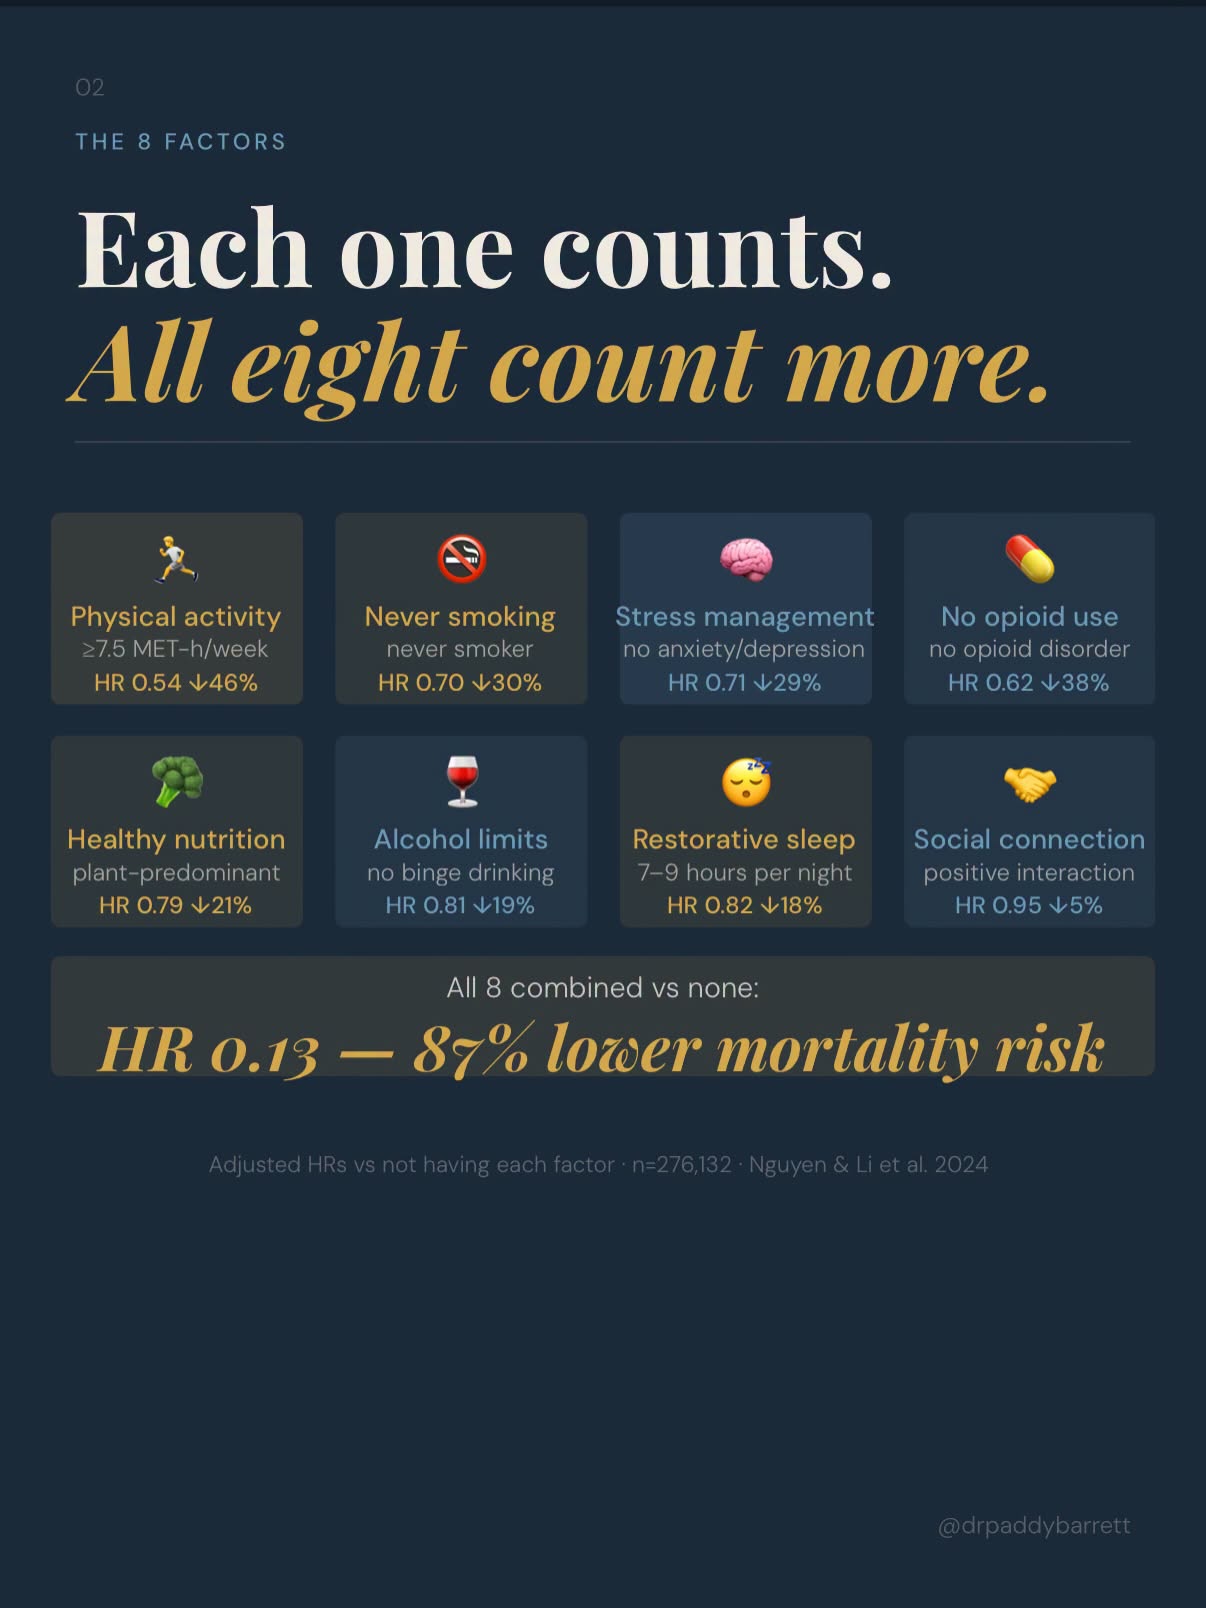 02
THE 8 FACTORS
Each one counts.
All eight count more.
Physical activity
≥7.5 MET-h/week
HR 0.54 ↓46%
Never smoking
never smoker
HR 0.70 ↓30%
Stress management
no anxiety/depression
HR 0.71 ↓29%
No opioid use
no opioid disorder
HR 0.62 ↓38%
Healthy nutrition
plant-predominant
HR 0.79 ↓21%
Alcohol limits
no binge drinking
HR 0.81 ↓19%
Restorative sleep
7–9 hours per night
HR 0.82 ↓18%
Social connection
positive interaction
HR 0.95 ↓5%
All 8 combined vs none:
HR 0.13 — 87% lower mortality risk
Adjusted HRs vs not having each factor · n=276,132 · Nguyen & Li et al. 2024
@drpaddybarrett